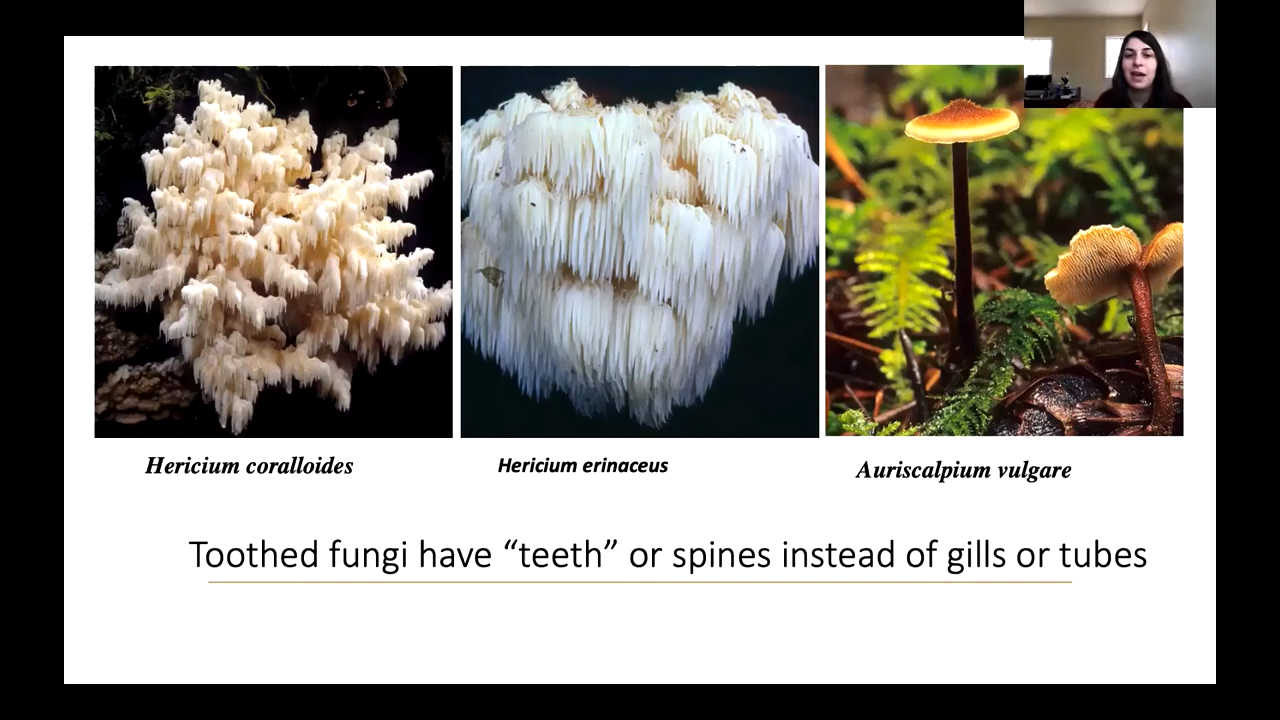 Hericium coralloides
Hericium erinaceus
Auriscalpium vulgare
Toothed fungi have “teeth” or spines instead of gills or tubes